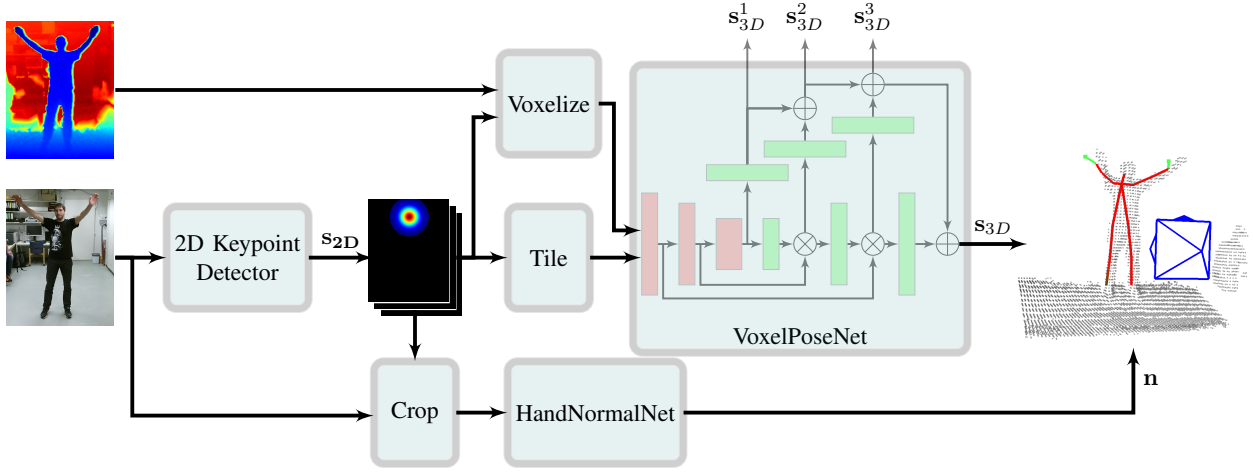 s¹₃D s²₃D s³₃D
Voxelize
2D Keypoint
Detector
s₂D
Tile
s₃D
VoxelPoseNet
Crop
HandNormalNet
n